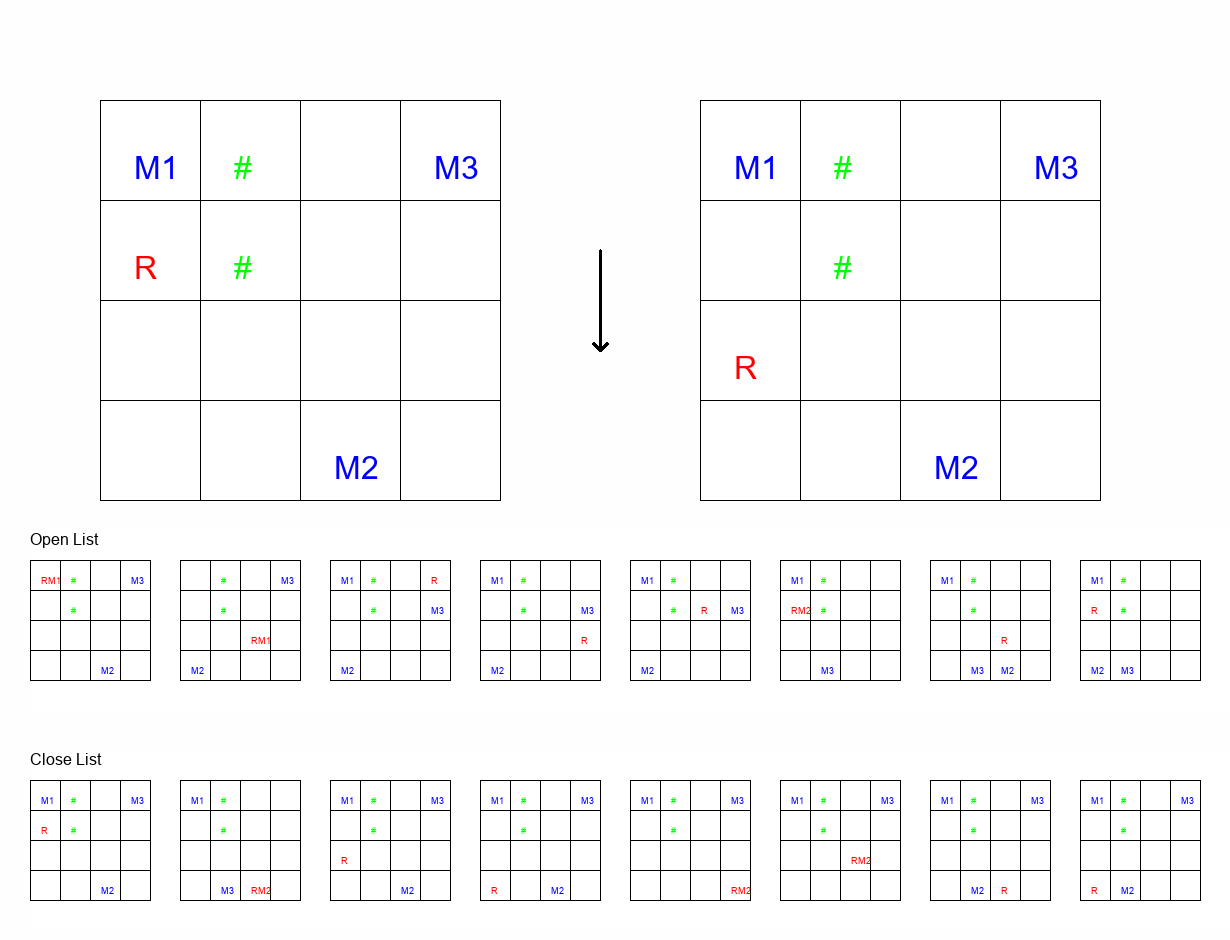 M1 # M3 M1 # M3
R # #
R
M2 M2
Open List
RM1 # M3 # M3 M1 # R M1 # M1 # M1 # M1 # M1 #
# # # M3 # M3 # R M3 RM2 # # R #
RM1 R R
M2 M2 M2 M2 M2 M3 M3 M2 M2 M3
Close List
M1 # M3 M1 # M1 # M3 M1 # M3 M1 # M3 M1 # M3 M1 # M3 M1 # M3
R # # # # # # # #
R RM2
M2 M3 RM2 M2 R M2 RM2 M2 R R M2